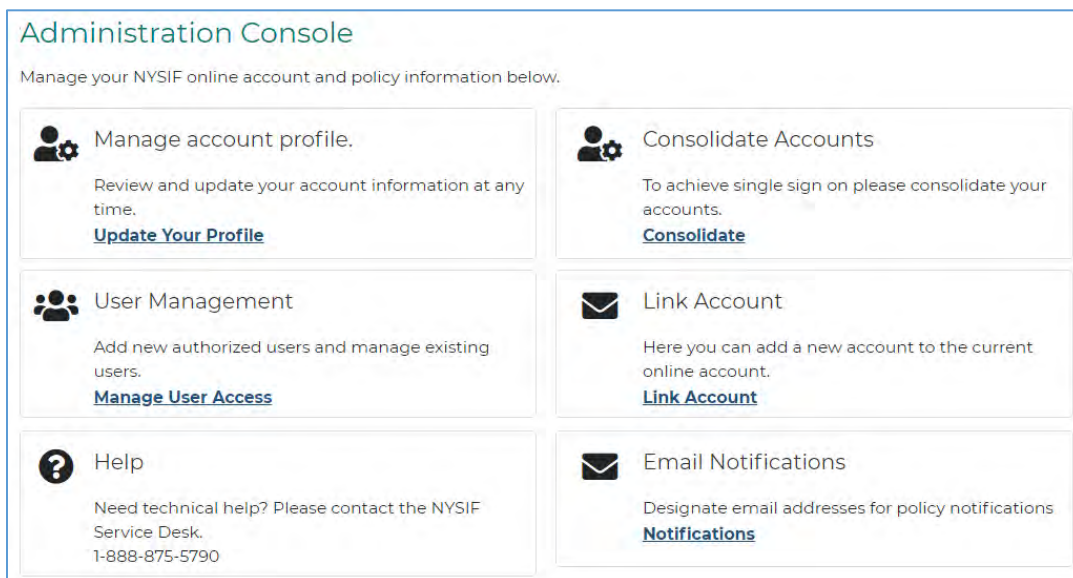 Administration Console
Manage your NYSIF online account and policy information below.
Manage account profile.
Review and update your account information at any
time.
Update Your Profile
Consolidate Accounts
To achieve single sign on please consolidate your
accounts.
Consolidate
User Management
Add new authorized users and manage existing
users.
Manage User Access
Link Account
Here you can add a new account to the current
online account.
Link Account
Help
Need technical help? Please contact the NYSIF
Service Desk.
1-888-875-5790
Email Notifications
Designate email addresses for policy notifications
Notifications